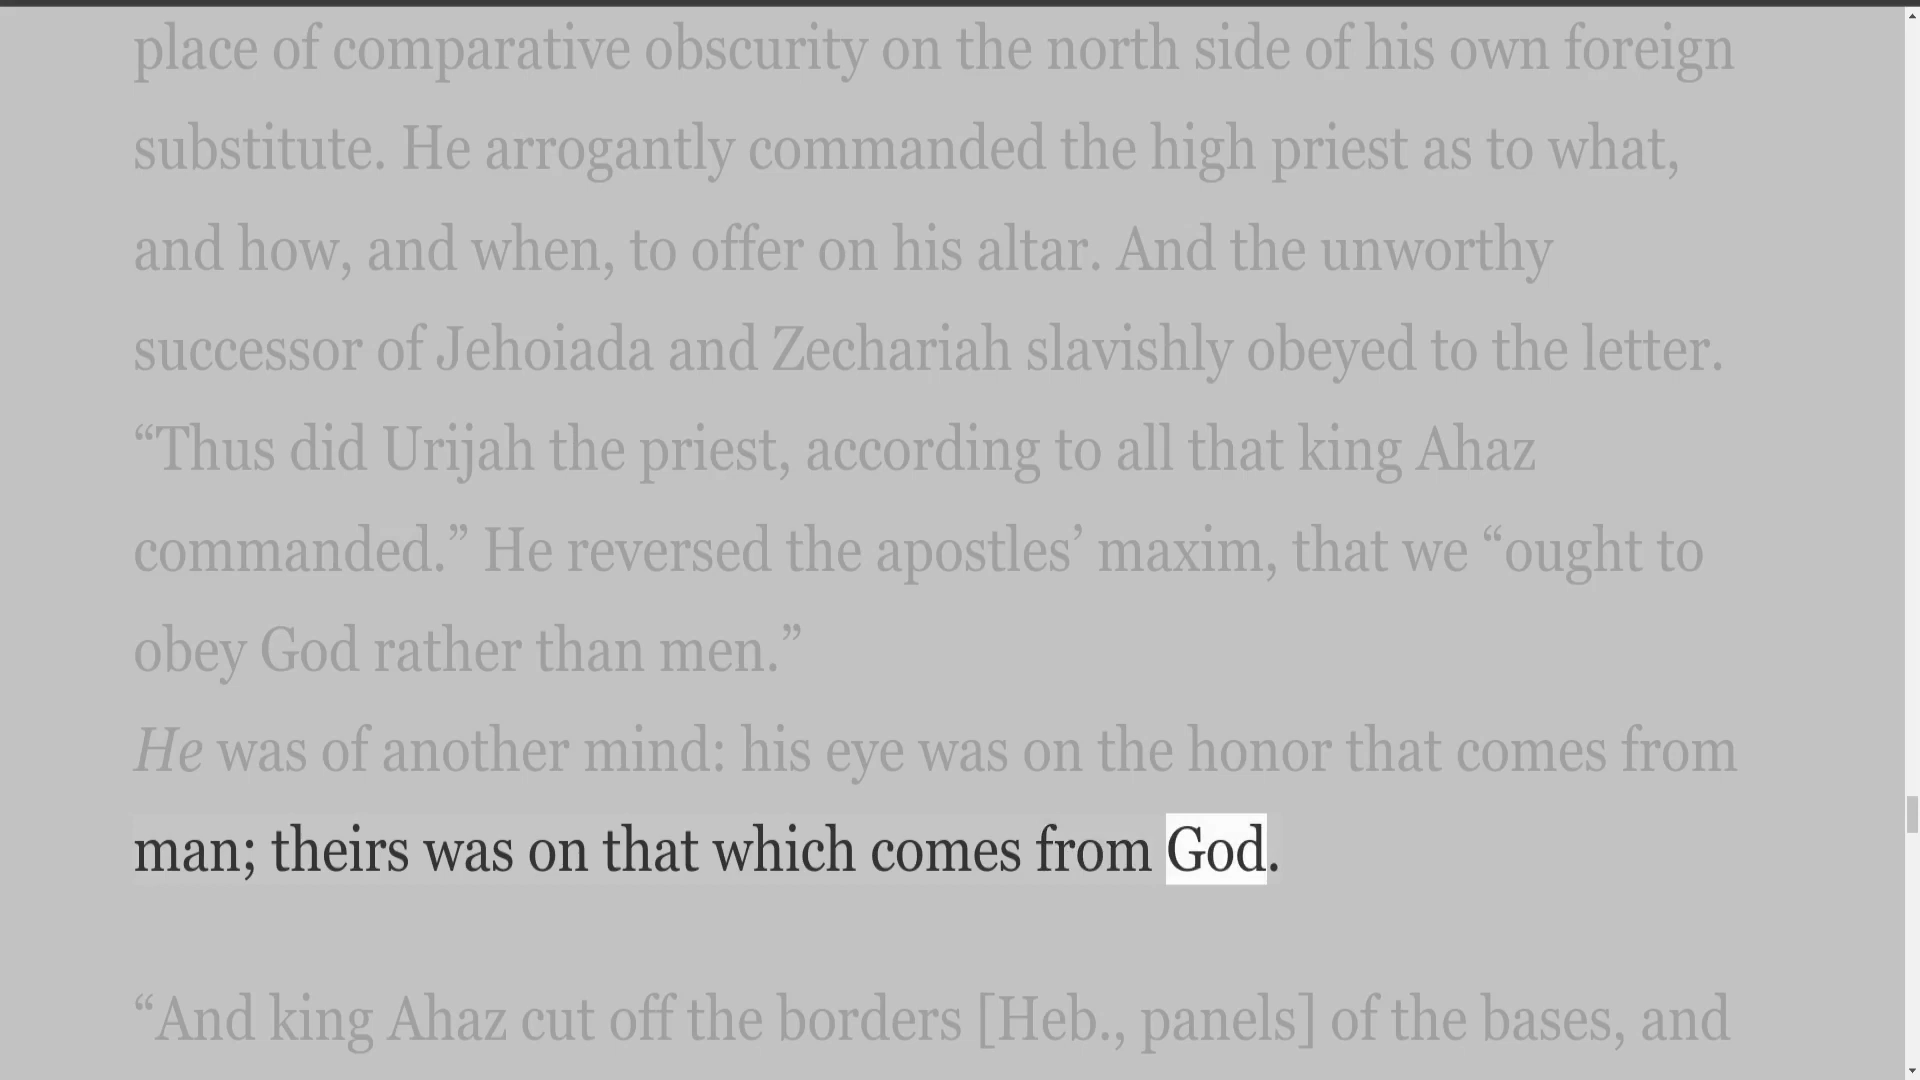 place of comparative obscurity on the north side of his own foreign
substitute. He arrogantly commanded the high priest as to what,
and how, and when, to offer on his altar. And the unworthy
successor of Jehoiada and Zechariah slavishly obeyed to the letter.
“Thus did Urijah the priest, according to all that king Ahaz
commanded.” He reversed the apostles’ maxim, that we “ought to
obey God rather than men.”
He was of another mind: his eye was on the honor that comes from
man; theirs was on that which comes from God.
“And king Ahaz cut off the borders [Heb., panels] of the bases, and